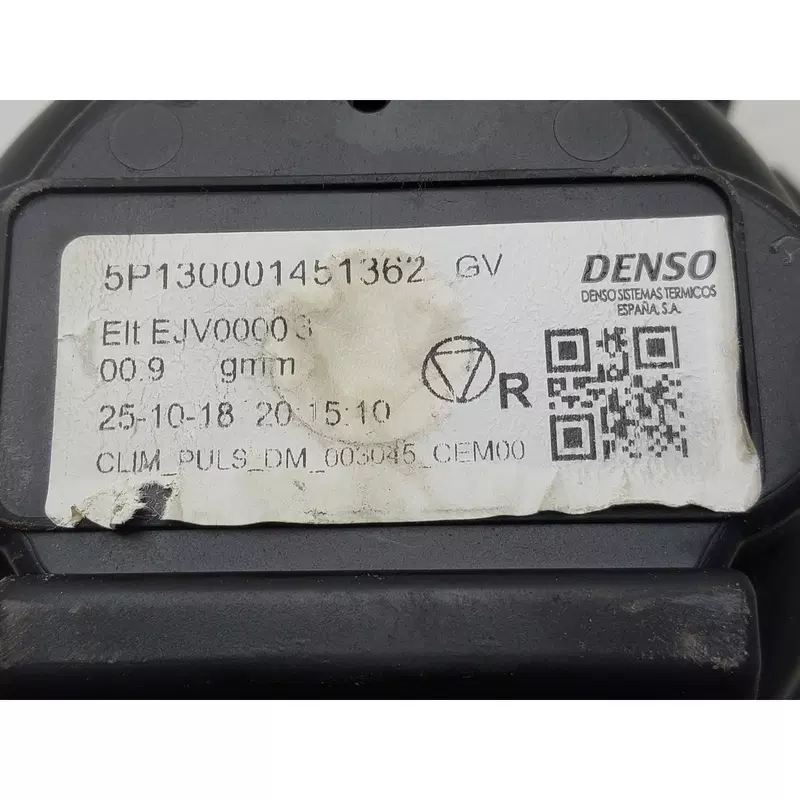 5P130001451362 GV
DENSO
DENSO SISTEMAS TERMICOS
ESPAÑA, S.A.
Elt EJV00003
00.9 gmm
R
25-10-18 20:15:10
CLIM_PULS_DM_003045_CEM00